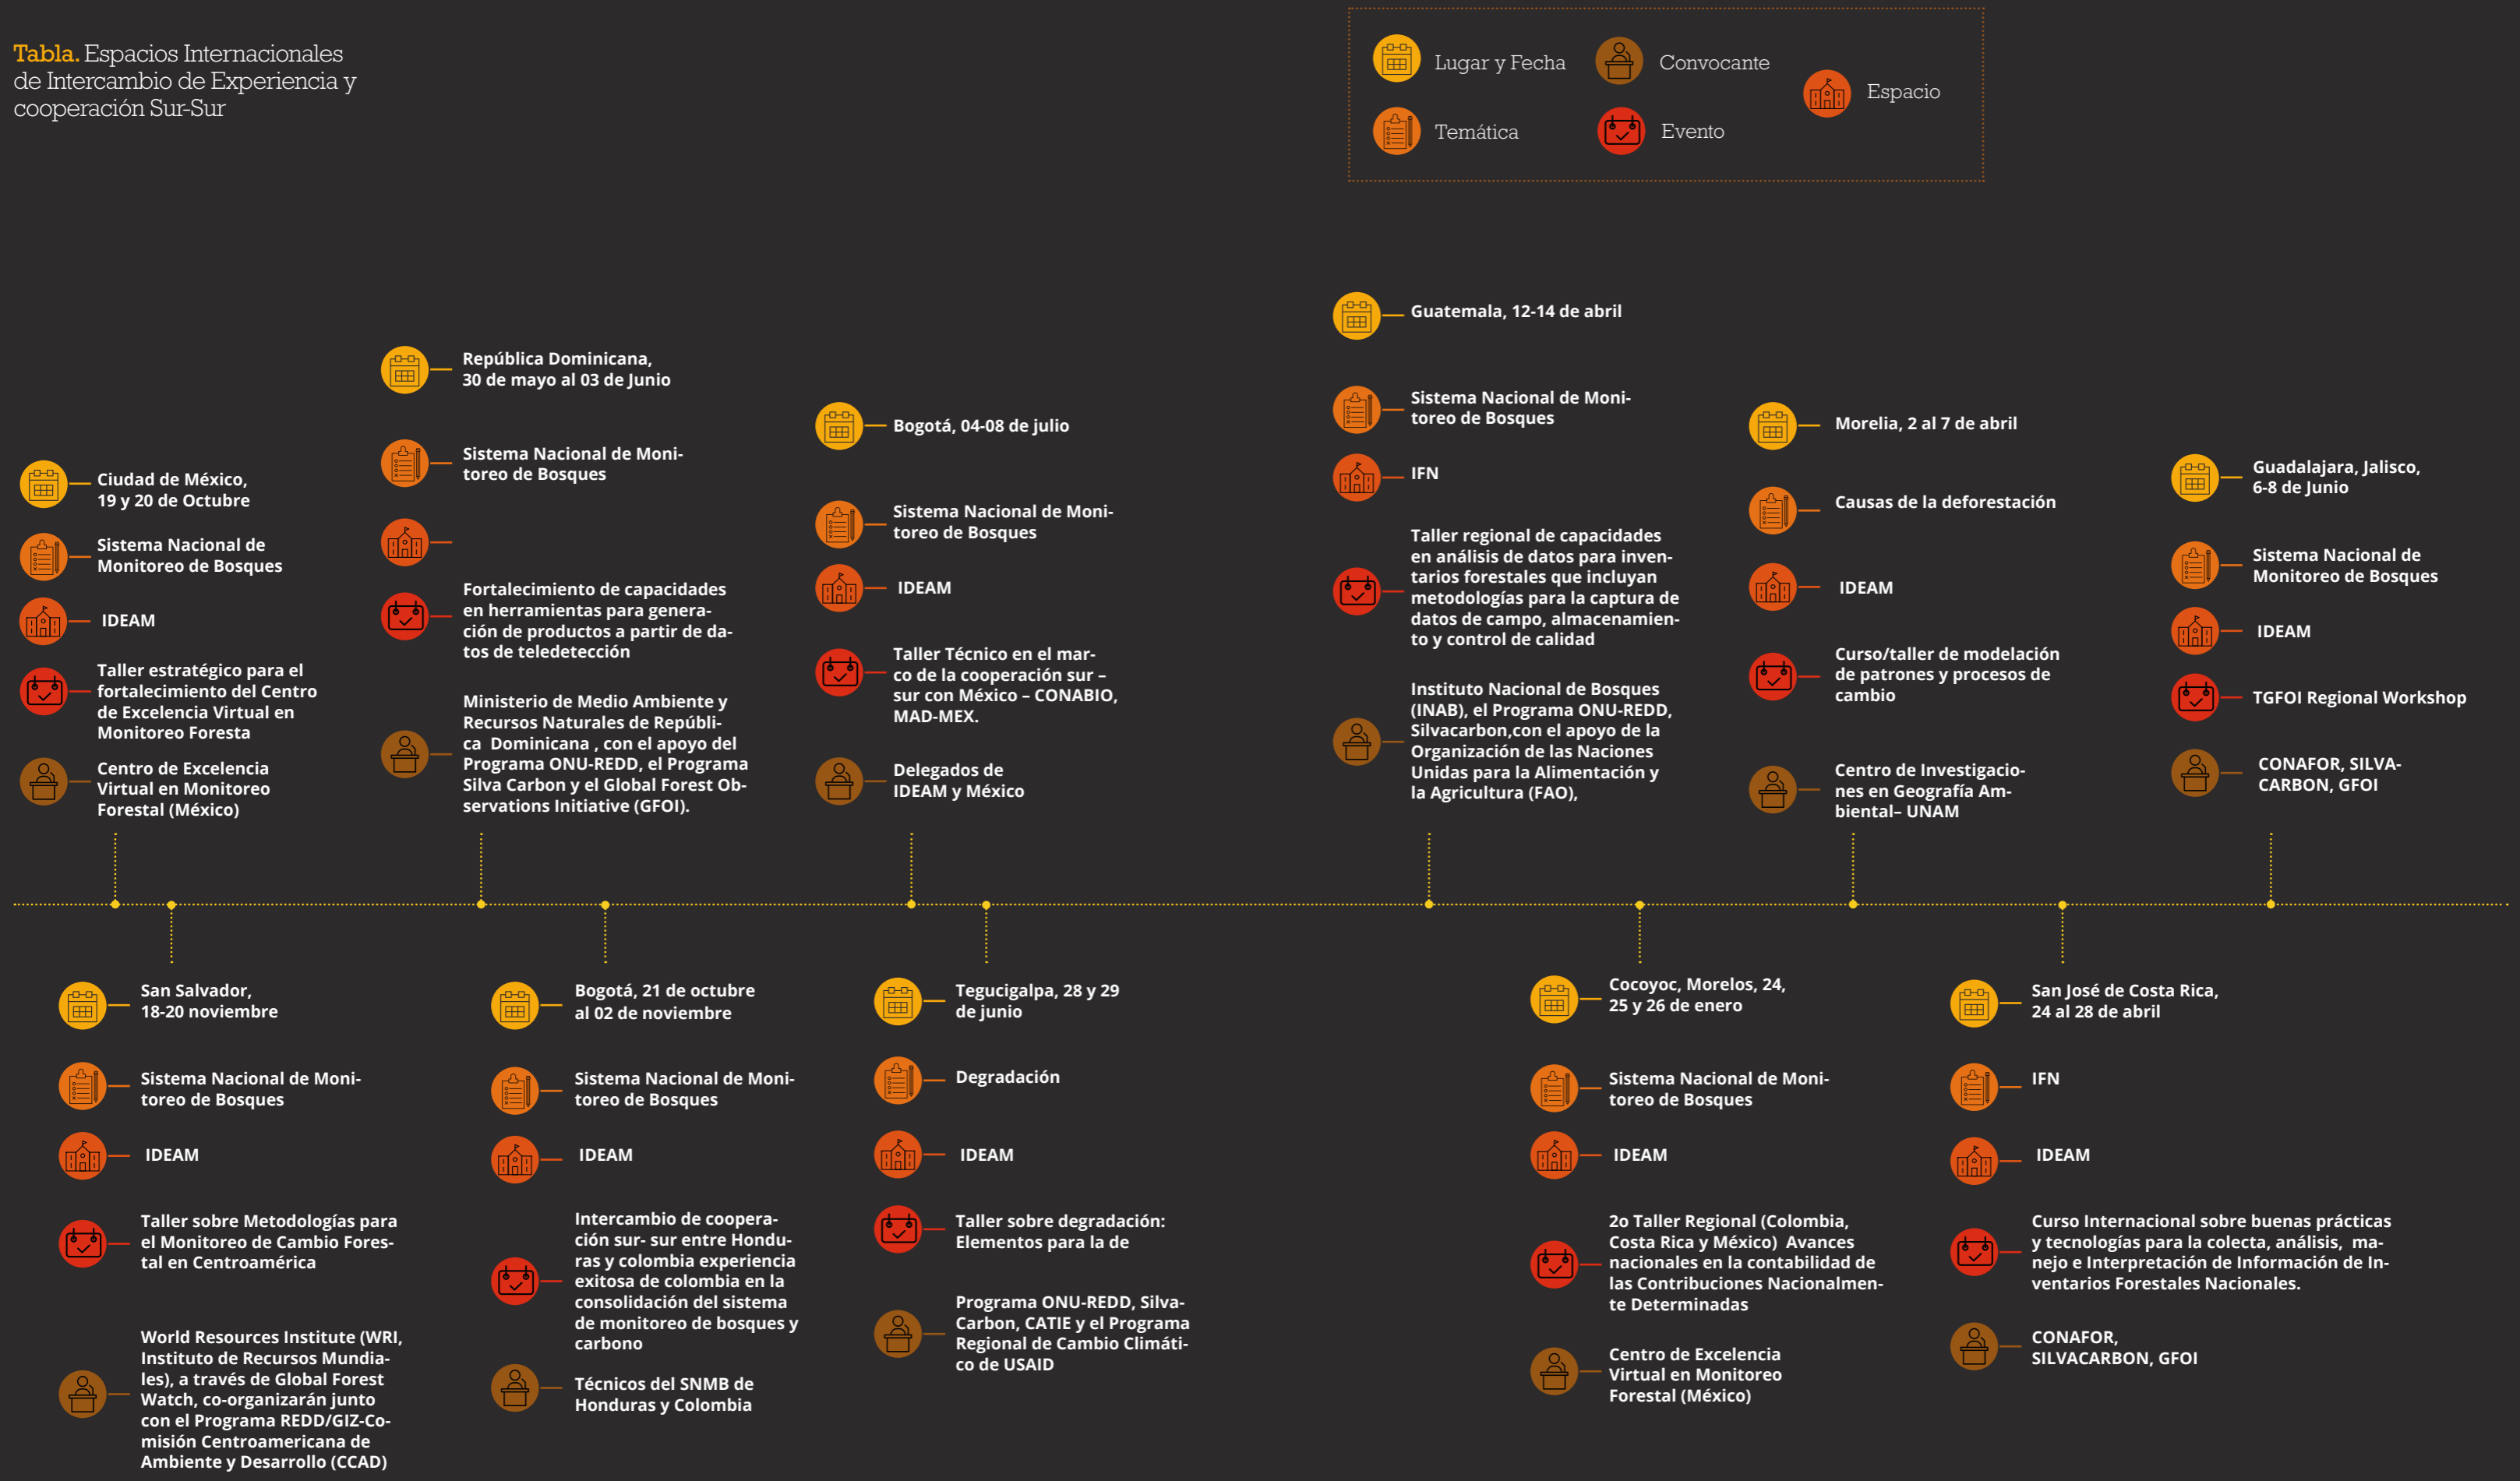 Tabla. Espacios Internacionales
de Intercambio de Experiencia y
cooperación Sur-Sur
Lugar y Fecha
Convocante
Espacio
Temática
Evento
Ciudad de México,
19 y 20 de Octubre
Sistema Nacional de
Monitoreo de Bosques
IDEAM
Taller estratégico para el
fortalecimiento del Centro
de Excelencia Virtual en
Monitoreo Foresta
Centro de Excelencia
Virtual en Monitoreo
Forestal (México)
República Dominicana,
30 de mayo al 03 de Junio
Sistema Nacional de Moni-
toreo de Bosques
Fortalecimiento de capacidades
en herramientas para genera-
ción de productos a partir de da-
tos de teledetección
Ministerio de Medio Ambiente y
Recursos Naturales de Repúbli-
ca Dominicana , con el apoyo del
Programa ONU-REDD, el Programa
Silva Carbon y el Global Forest Ob-
servations Initiative (GFOI).
Bogotá, 04-08 de julio
Sistema Nacional de Moni-
toreo de Bosques
IDEAM
Taller Técnico en el mar-
co de la cooperación sur –
sur con México – CONABIO,
MAD-MEX.
Delegados de
IDEAM y México
Guatemala, 12-14 de abril
Sistema Nacional de Moni-
toreo de Bosques
IFN
Taller regional de capacidades
en análisis de datos para inven-
tarios forestales que incluyan
metodologías para la captura de
datos de campo, almacenamien-
to y control de calidad
Instituto Nacional de Bosques
(INAB), el Programa ONU-REDD,
Silvacarbon,con el apoyo de la
Organización de las Naciones
Unidas para la Alimentación y
la Agricultura (FAO),
Morelia, 2 al 7 de abril
Causas de la deforestación
IDEAM
Curso/taller de modelación
de patrones y procesos de
cambio
Centro de Investigacio-
nes en Geografía Am-
biental– UNAM
Guadalajara, Jalisco,
6-8 de Junio
Sistema Nacional de
Monitoreo de Bosques
IDEAM
TGFOI Regional Workshop
CONAFOR, SILVA-
CARBON, GFOI
San Salvador,
18-20 noviembre
Sistema Nacional de Moni-
toreo de Bosques
IDEAM
Taller sobre Metodologías para
el Monitoreo de Cambio Fores-
tal en Centroamérica
World Resources Institute (WRI,
Instituto de Recursos Mundia-
les), a través de Global Forest
Watch, co-organizarán junto
con el Programa REDD/GIZ-Co-
misión Centroamericana de
Ambiente y Desarrollo (CCAD)
Bogotá, 21 de octubre
al 02 de noviembre
Sistema Nacional de Moni-
toreo de Bosques
IDEAM
Intercambio de coopera-
ción sur- sur entre Hondu-
ras y colombia experiencia
exitosa de colombia en la
consolidación del sistema
de monitoreo de bosques y
carbono
Técnicos del SNMB de
Honduras y Colombia
Tegucigalpa, 28 y 29
de junio
Degradación
IDEAM
Taller sobre degradación:
Elementos para la de
Programa ONU-REDD, Silva-
Carbon, CATIE y el Programa
Regional de Cambio Climáti-
co de USAID
Cocoyoc, Morelos, 24,
25 y 26 de enero
Sistema Nacional de Moni-
toreo de Bosques
IDEAM
2o Taller Regional (Colombia,
Costa Rica y México) Avances
nacionales en la contabilidad de
las Contribuciones Nacionalmen-
te Determinadas
Centro de Excelencia
Virtual en Monitoreo
Forestal (México)
San José de Costa Rica,
24 al 28 de abril
IFN
IDEAM
Curso Internacional sobre buenas prácticas
y tecnologías para la colecta, análisis, ma-
nejo e Interpretación de Información de In-
ventarios Forestales Nacionales.
CONAFOR,
SILVACARBON, GFOI